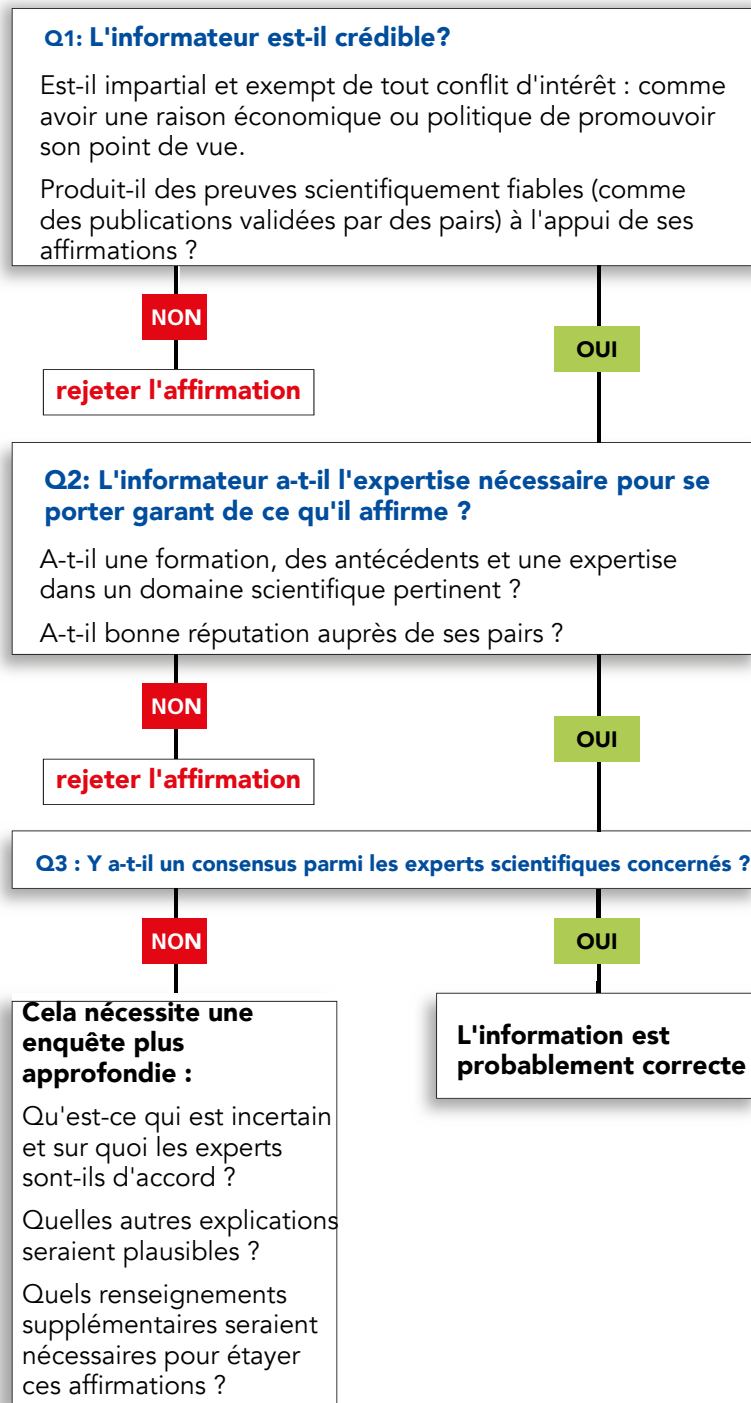 Q1: L'informateur est-il crédible?
Est-il impartial et exempt de tout conflit d'intérêt : comme
avoir une raison économique ou politique de promouvoir
son point de vue.
Produit-il des preuves scientifiquement fiables (comme
des publications validées par des pairs) à l'appui de ses
affirmations ?
NON
OUI
rejeter l'affirmation
Q2: L'informateur a-t-il l'expertise nécessaire pour se
porter garant de ce qu'il affirme ?
A-t-il une formation, des antécédents et une expertise
dans un domaine scientifique pertinent ?
A-t-il bonne réputation auprès de ses pairs ?
NON
OUI
rejeter l'affirmation
Q3 : Y a-t-il un consensus parmi les experts scientifiques concernés ?
NON
OUI
Cela nécessite une
enquête plus
approfondie :
Qu'est-ce qui est incertain
et sur quoi les experts
sont-ils d'accord ?
Quelles autres explications
seraient plausibles ?
Quels renseignements
supplémentaires seraient
nécessaires pour étayer
ces affirmations ?
L'information est
probablement correcte